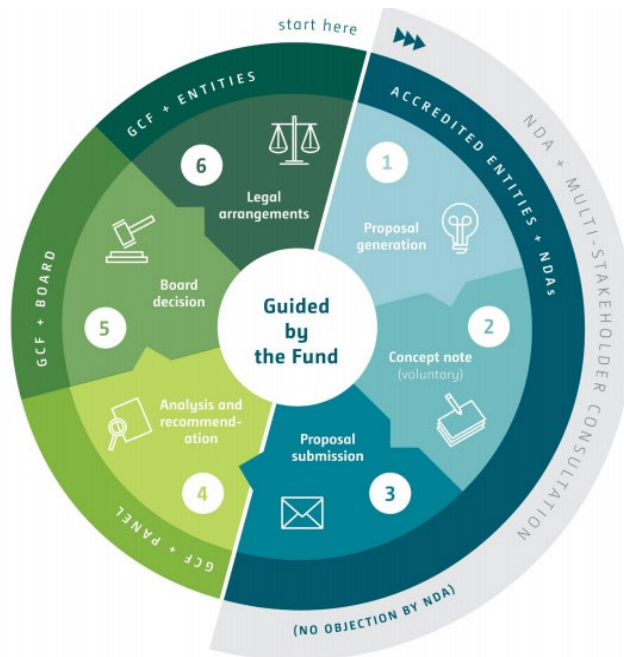 start here
GCF + ENTITIES
ACCREDITED ENTITIES + NDAs
NDA + MULTI-STAKEHOLDER CONSULTATION
6
Legal
arrangements
1
Proposal
generation
GCF + BOARD
Board
decision
5
Guided
by
the Fund
2
Concept note
(voluntary)
Analysis and
recommend-
ation
4
Proposal
submission
3
GCF + PANEL
(NO OBJECTION BY NDA)